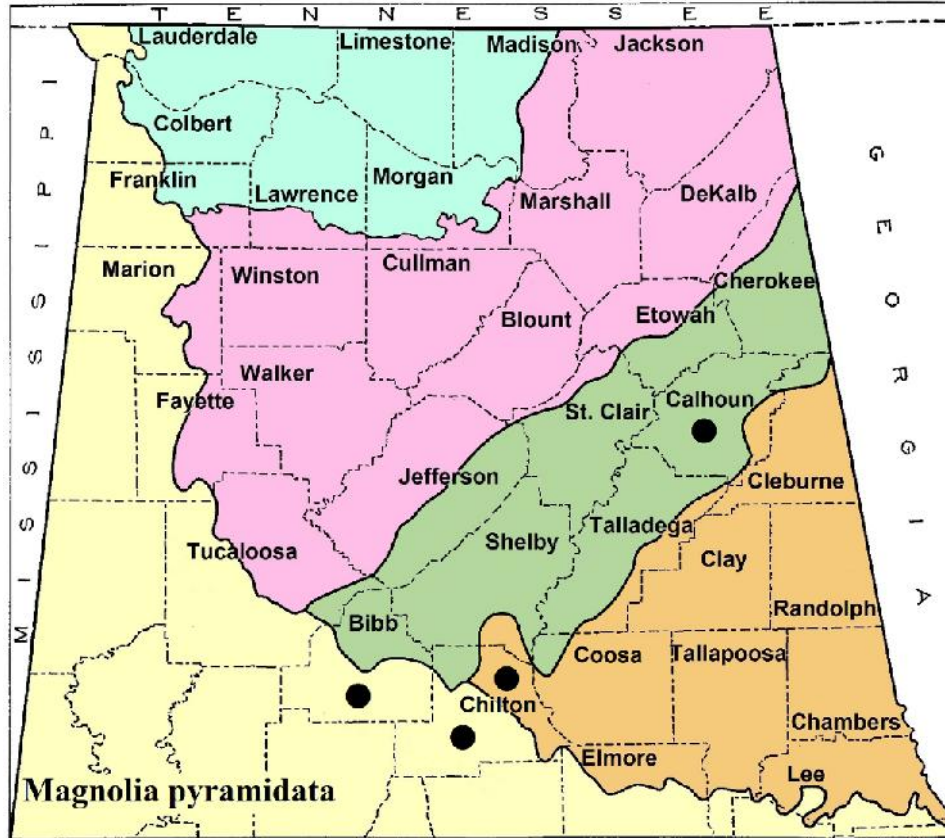 TENNESSEE
Lauderdale Limestone Madison Jackson
MISSISSIPPI
GEORGIA
Colbert
Franklin Lawrence Morgan
Marshall DeKalb
Marion Winston Cullman Cherokee
Blount Etowah
Walker
Fayette St. Clair Calhoun
Jefferson Cleburne
Tucaloosa Shelby Talladega
Clay
Bibb Randolph
Coosa Tallapoosa
Chilton Chambers
Elmore Lee
Magnolia pyramidata